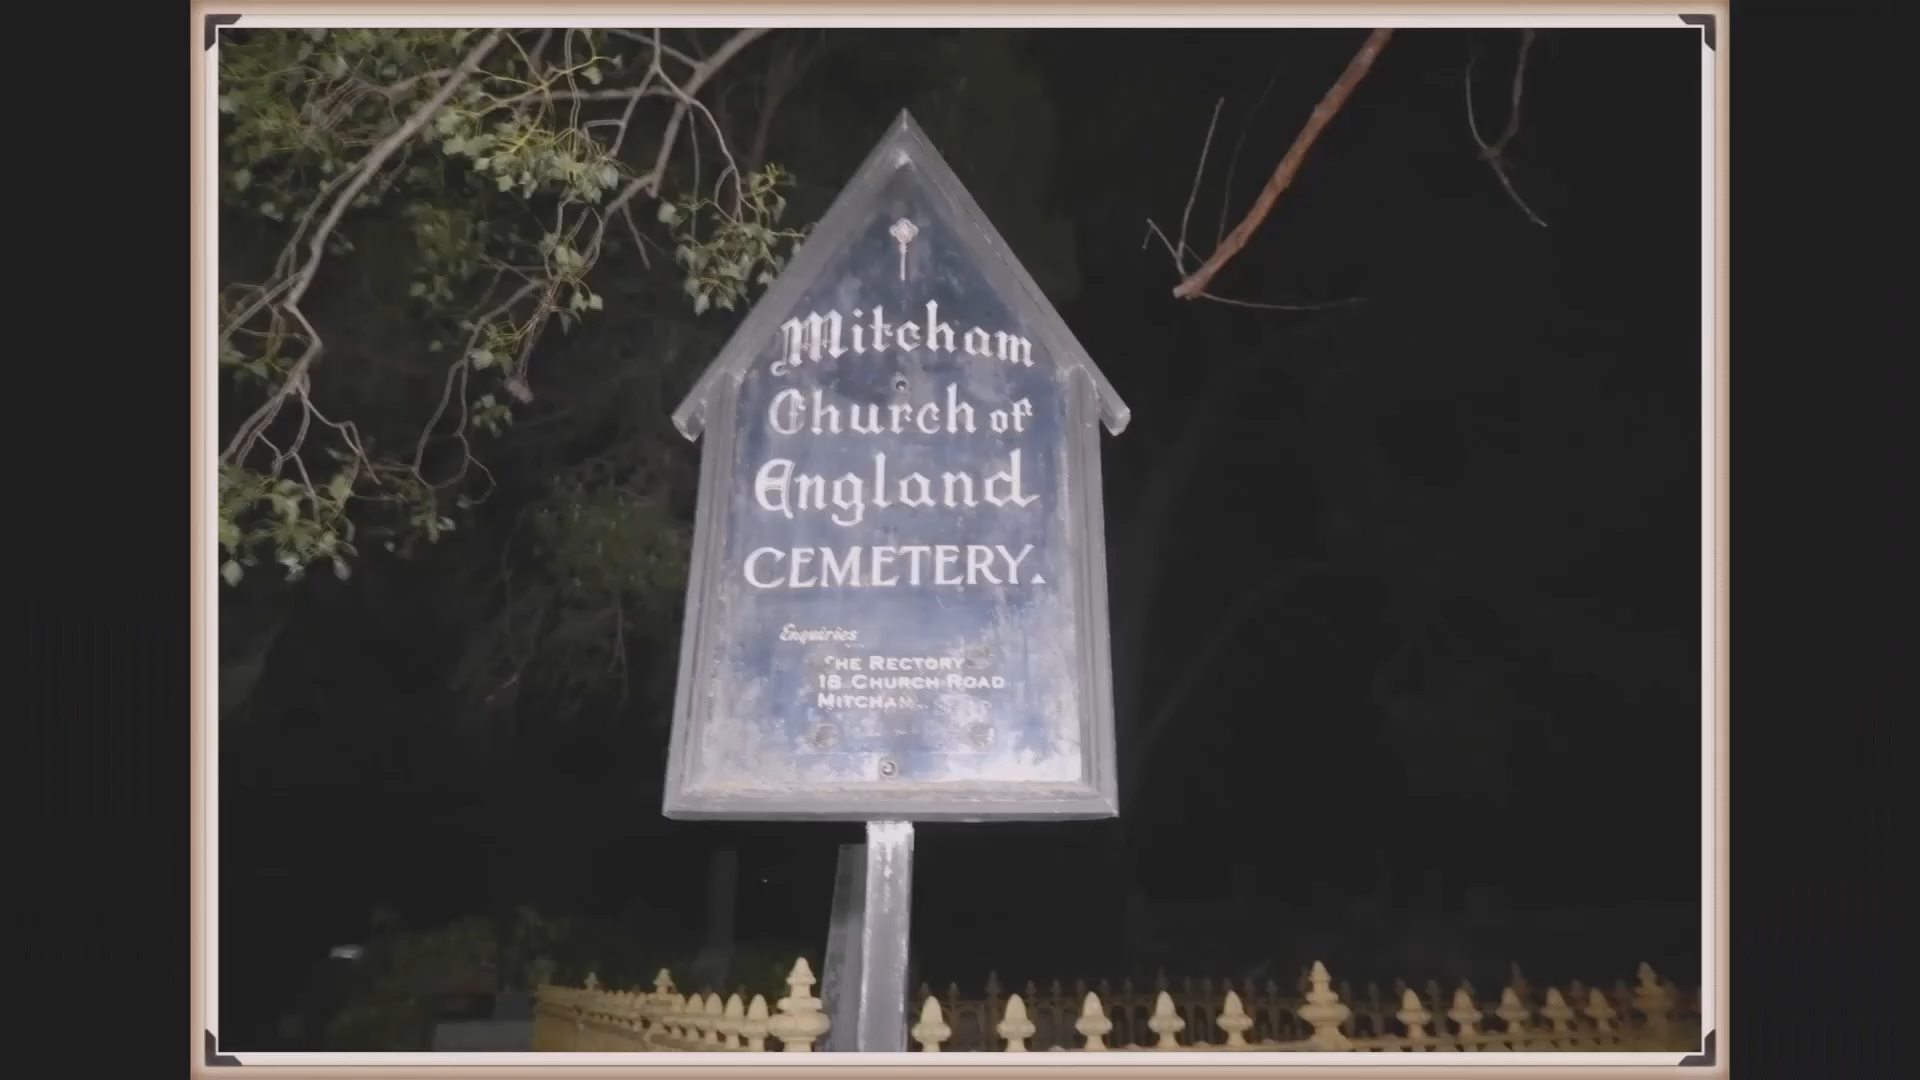 Mitcham
Church of
England
CEMETERY.
Enquiries
THE RECTORY
18 CHURCH ROAD
MITCHAM